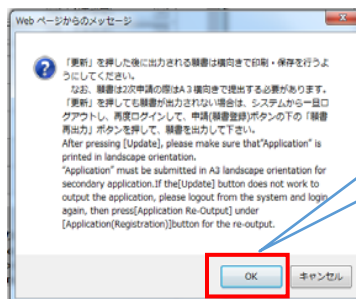 Web ページからのメッセージ
「更新」を押した後に出力される願書は横向きで印刷・保存を行うよ
うにしてください。
なお、願書は2次申請の際はA3横向きで提出する必要があります。
「更新」を押しても願書が出力されない場合は、システムから一旦ロ
グアウトし、再度ログインして、申請(願書登録)ボタンの下の「願書
再出力」ボタンを押して、願書を出力して下さい。
After pressing [Update], please make sure that"Application" is
printed in landscape orientation.
"Application" must be submitted in A3 landscape orientation for
secondary application.If the[Update] button does not work to
output the application, please logout from the system and login
again, then press[Application Re-Output] under
[Application(Registration)]button for the re-output.
OK
キャンセル